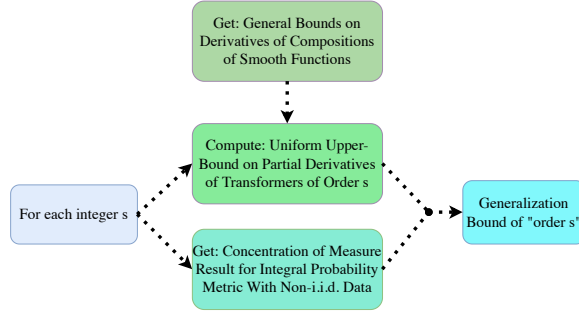 Get: General Bounds on
Derivatives of Compositions
of Smooth Functions
Compute: Uniform Upper-
Bound on Partial Derivatives
of Transformers of Order s
For each integer s
Generalization
Bound of "order s"
Get: Concentration of Measure
Result for Integral Probability
Metric With Non-i.i.d. Data